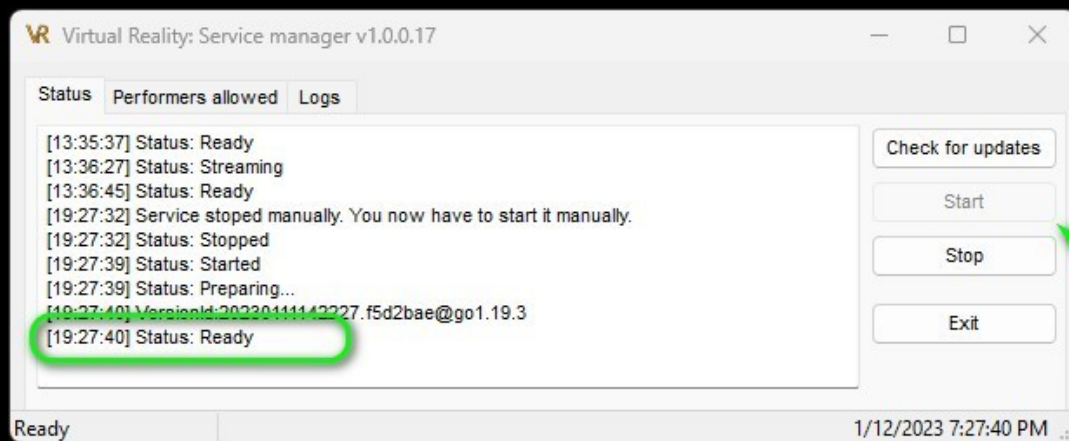 VR Virtual Reality: Service manager v1.0.0.17
Status Performers allowed Logs
[13:35:37] Status: Ready
[13:36:27] Status: Streaming
[13:36:45] Status: Ready
[19:27:32] Service stoped manually. You now have to start it manually.
[19:27:32] Status: Stopped
[19:27:39] Status: Started
[19:27:39] Status: Preparing...
[19:27:40] VersionId:20230111142227.f5d2bae@go1.19.3
[19:27:40] Status: Ready
Check for updates
Start
Stop
Exit
Ready 1/12/2023 7:27:40 PM